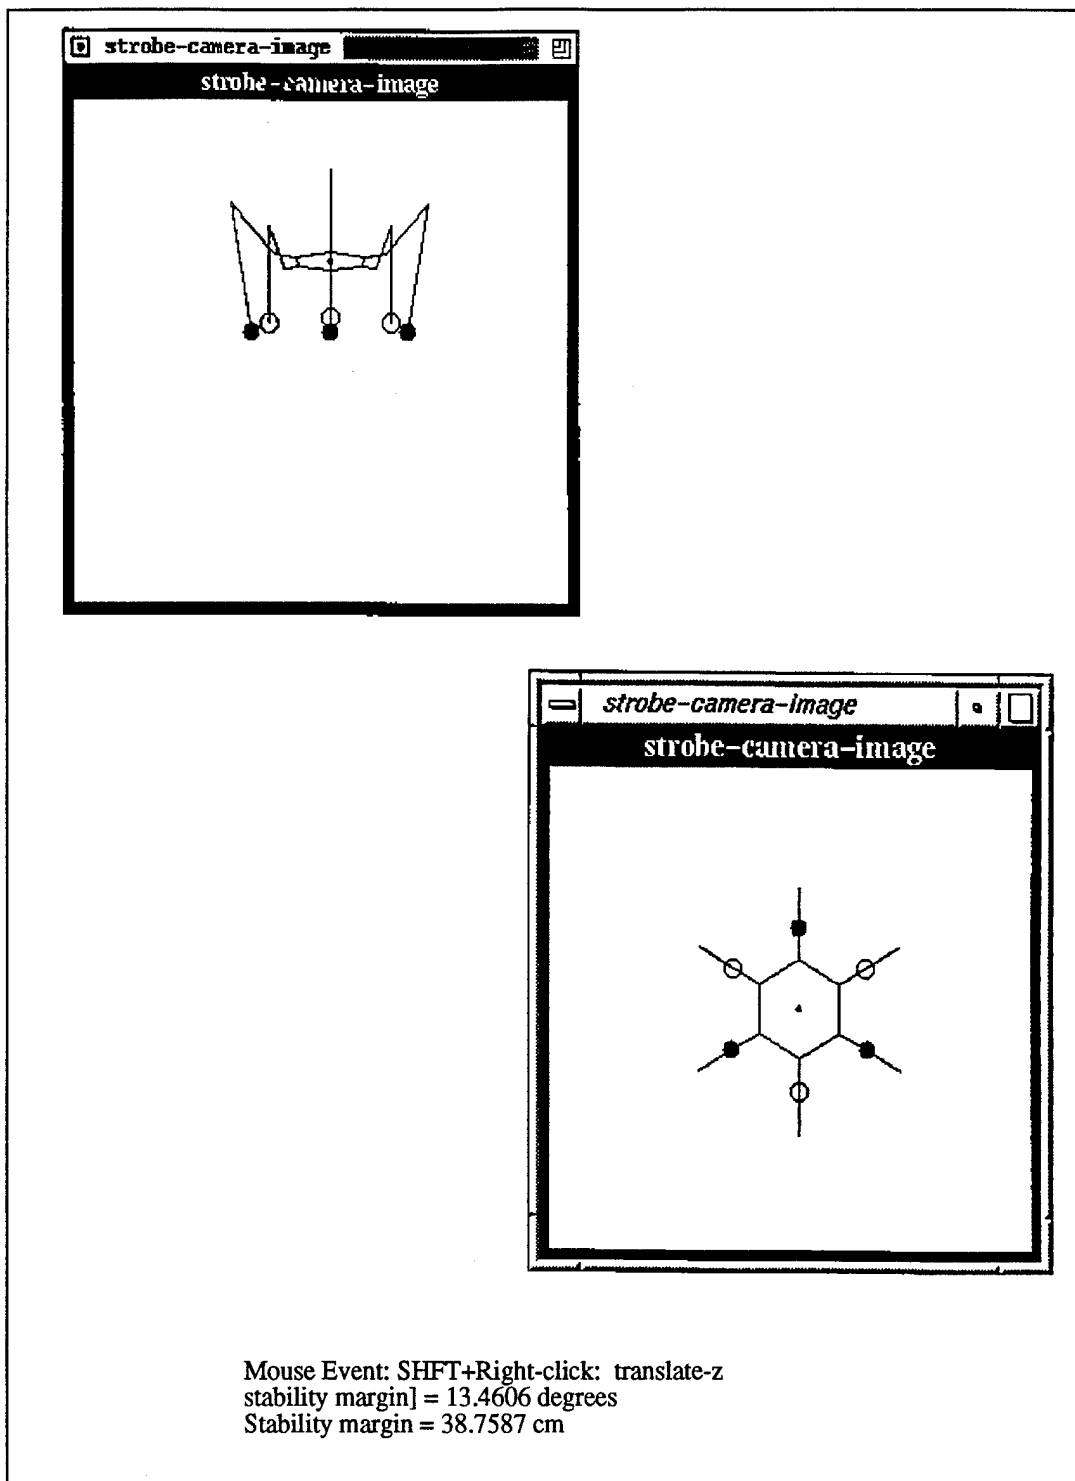 strobe-camera-image
strobe-camera-image
strobe-camera-image
strobe-camera-image
Mouse Event: SHFT+Right-click: translate-z
stability margin] = 13.4606 degrees
Stability margin = 38.7587 cm